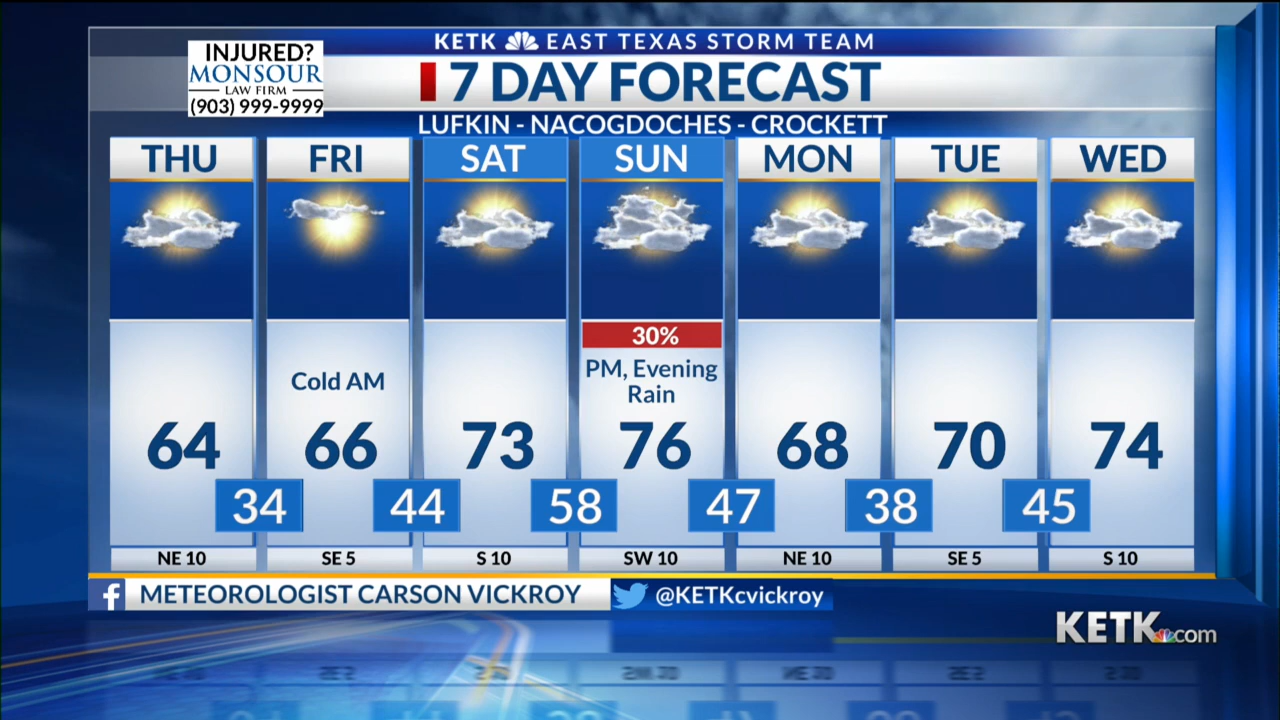 KETK EAST TEXAS STORM TEAM
INJURED?
MONSOUR
LAW FIRM
(903) 999-9999
7 DAY FORECAST
LUFKIN - NACOGDOCHES - CROCKETT
THU FRI SAT SUN MON TUE WED
30%
Cold AM
PM, Evening
Rain
64 66 73 76 68 70 74
34 44 58 47 38 45
NE 10 SE 5 S 10 SW 10 NE 10 SE 5 S 10
f METEOROLOGIST CARSON VICKROY @KETKcvickroy
KETK.com